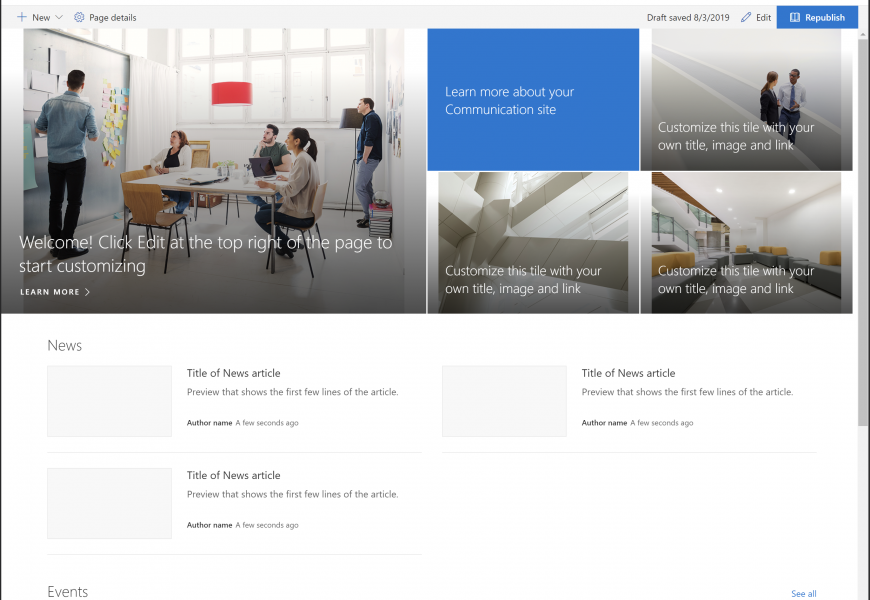 New
Page details
Draft saved 8/3/2019
Edit
Republish
Welcome! Click Edit at the top right of the page to
start customizing
LEARN MORE
Learn more about your
Communication site
Customize this tile with your
own title, image and link
Customize this tile with your
own title, image and link
Customize this tile with your
own title, image and link
News
Title of News article
Preview that shows the first few lines of the article.
Author name A few seconds ago
Title of News article
Preview that shows the first few lines of the article.
Author name A few seconds ago
Title of News article
Preview that shows the first few lines of the article.
Author name A few seconds ago
Events
See all